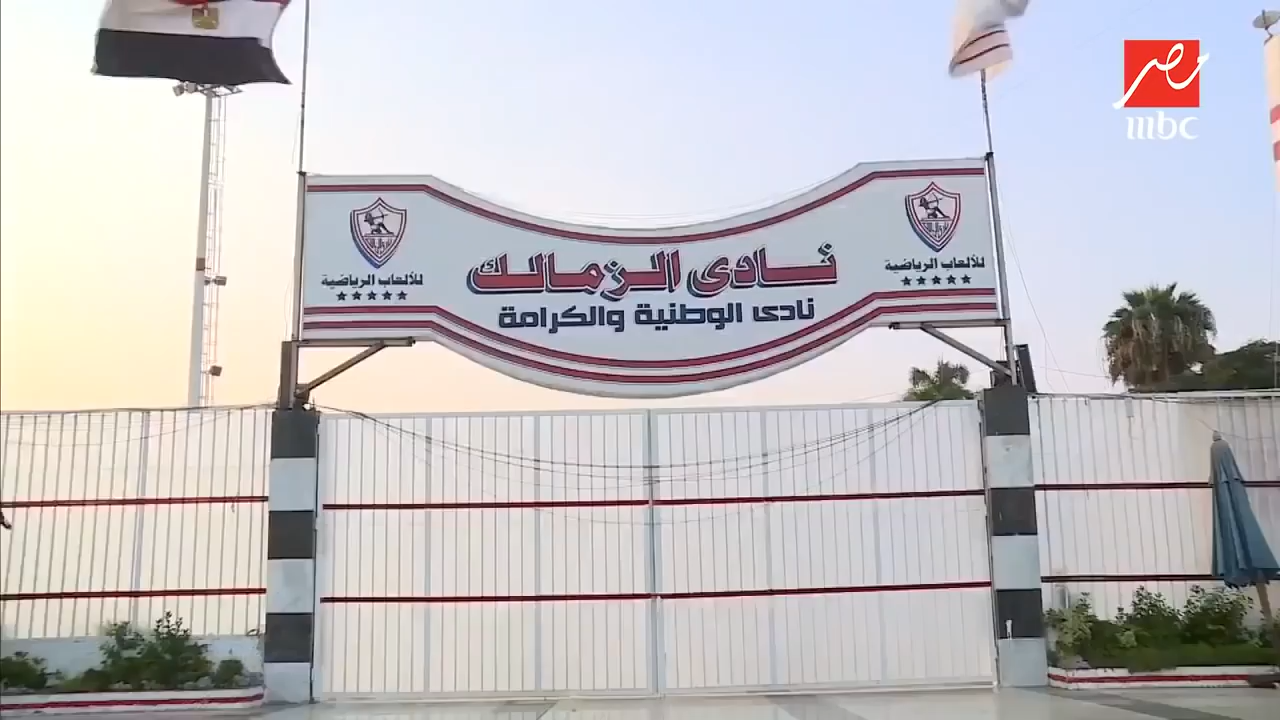 مصر
mbc
نادى الزمالك
نادى الوطنية والكرامة
للألعاب الرياضية
للألعاب الرياضية